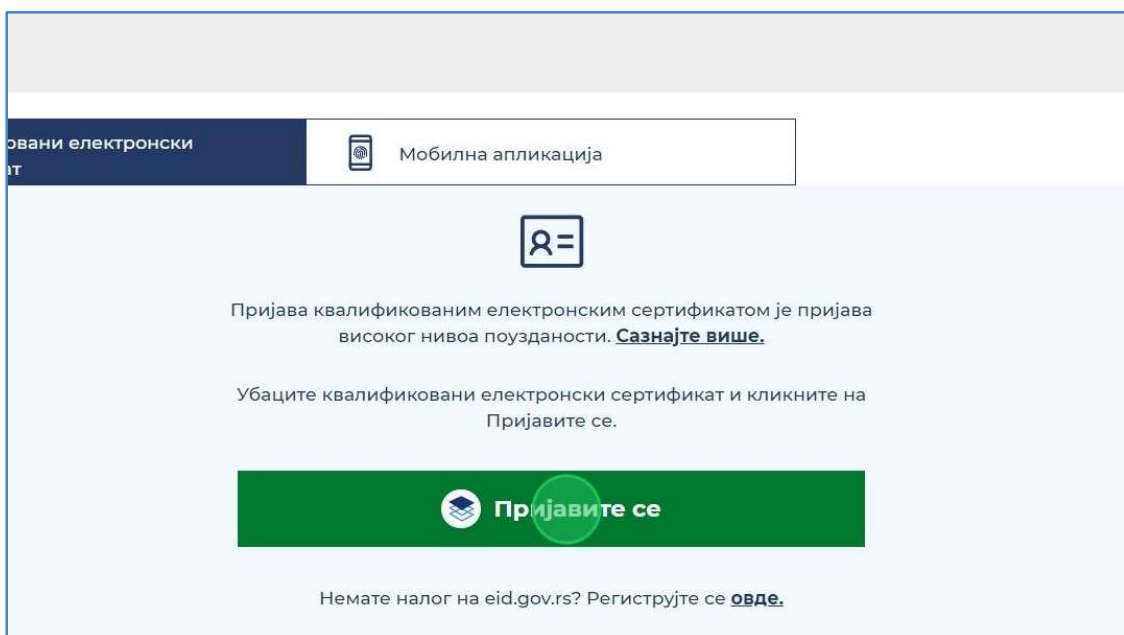 електронски
Мобилна апликација
Пријава квалификованим електронским сертификатом је пријава
високог нивоа поузданости. Сазнајте више.
Убаците квалификовани електронски сертификат и кликните на
Пријавите се.
Пријавите се
Немате налог на eid.gov.rs? Региструјте се овде.